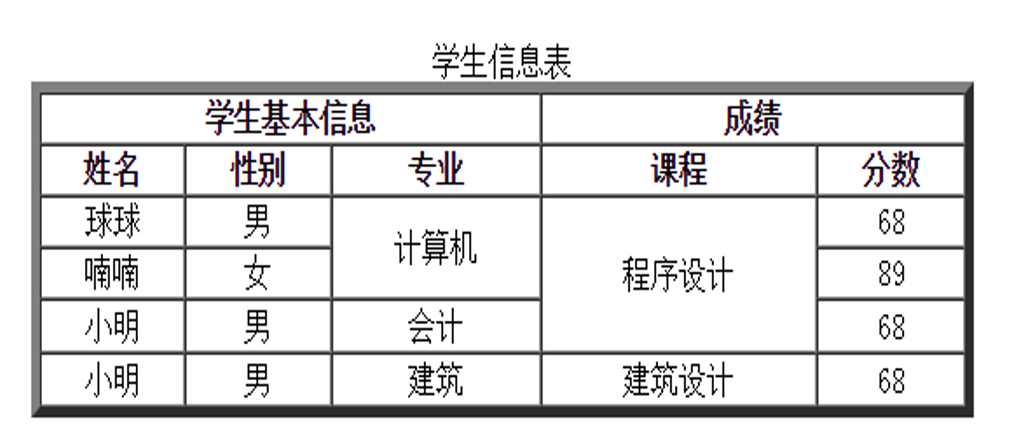 学生信息表
学生基本信息 成绩
姓名 性别 专业 课程 分数
球球 男 计算机 程序设计 68
喃喃 女 89
小明 男 会计 68
小明 男 建筑 建筑设计 68